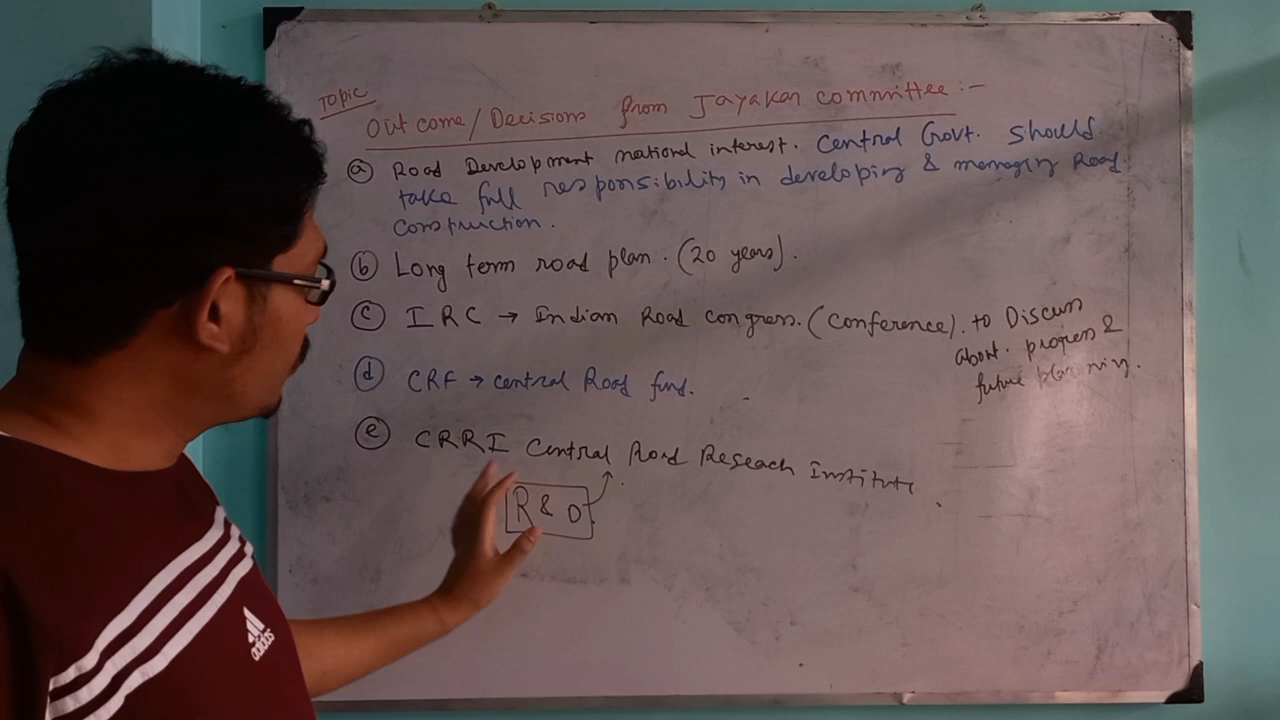 Topic
Outcome/Decisions from Jayakar committee :-
(a) Road Development national interest. Central Govt. should
take full responsibility in developing & managing Road
construction.
(b) Long term road plan. (20 years).
(c) IRC → Indian Road congress. (conference). to Discuss
about. progress &
future planning.
(d) CRF → central Road fund.
(e) CRRI Central Road Reseach Institute
R & D
adidas